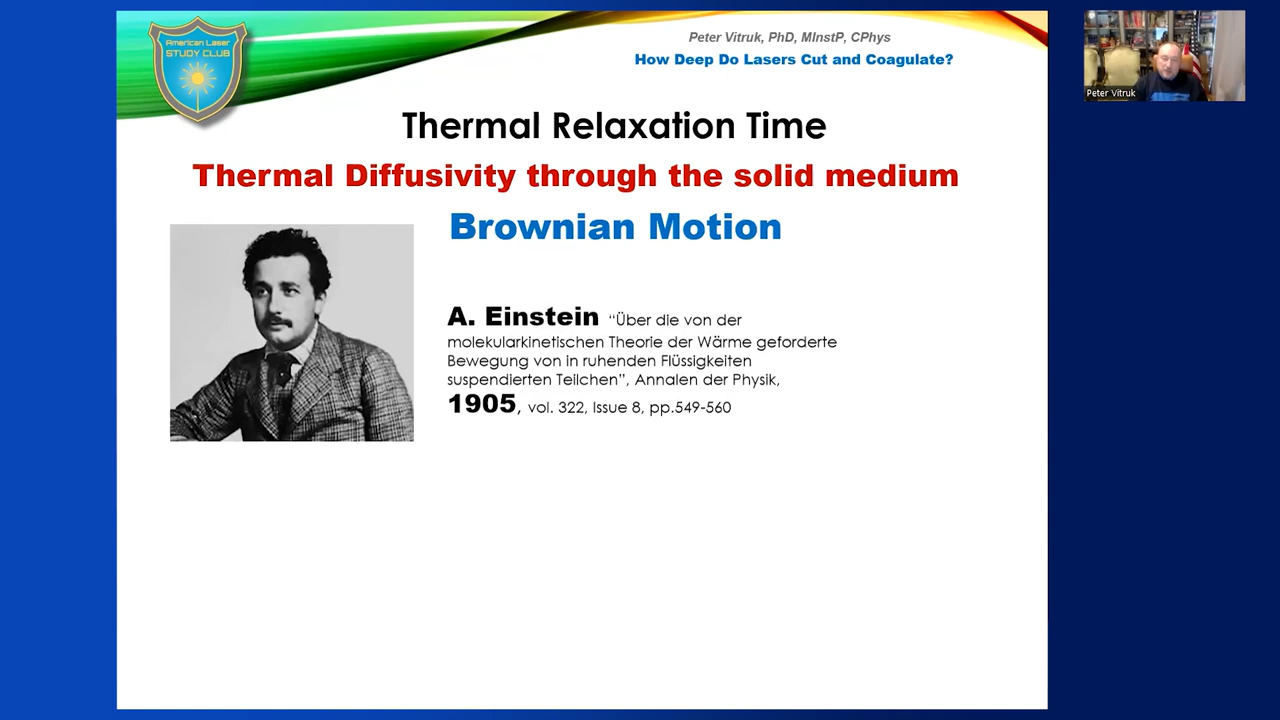 American Laser
STUDY CLUB
Peter Vitruk, PhD, MInstP, CPhys
How Deep Do Lasers Cut and Coagulate?
Thermal Relaxation Time
Thermal Diffusivity through the solid medium
Brownian Motion
A. Einstein “Über die von der
molekularkinetischen Theorie der Wärme geforderte
Bewegung von in ruhenden Flüssigkeiten
suspendierten Teilchen”, Annalen der Physik,
1905, vol. 322, Issue 8, pp.549-560
Peter Vitruk